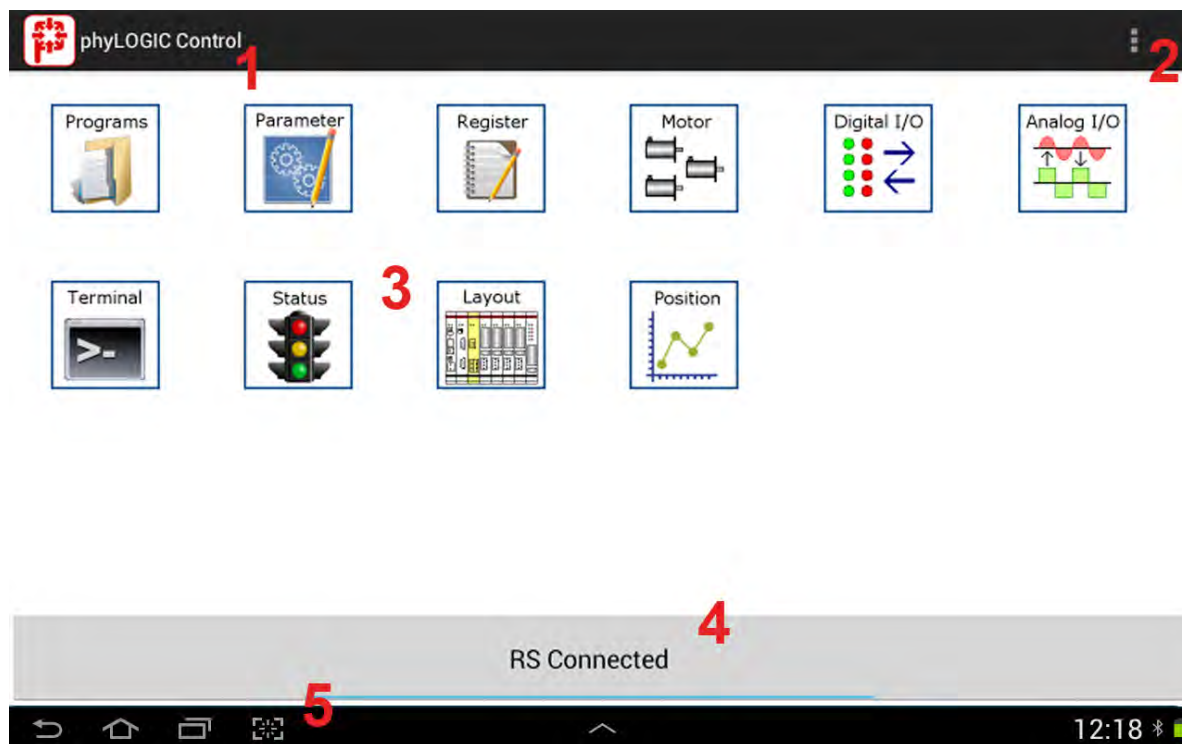 phyLOGIC Control
1
2
Programs
Parameter
Register
Motor
Digital I/O
Analog I/O
Terminal
>-
Status
3
Layout
Position
4
RS Connected
5
12:18